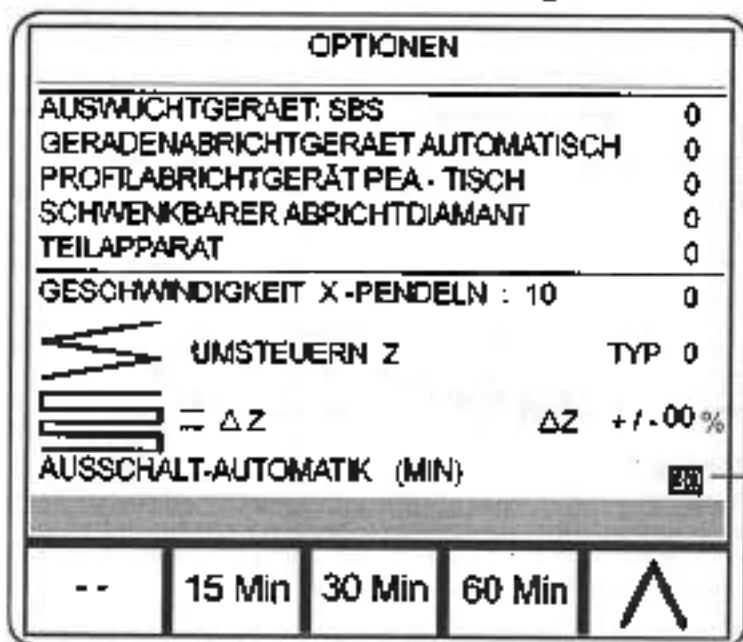 OPTIONEN
AUSWUCHTGERAET: SBS 0
GERADENABRICHTGERAET AUTOMATISCH 0
PROFILABRICHTGERÄT PEA - TISCH 0
SCHWENKBARER ABRICHTDIAMANT 0
TEILAPPARAT 0
GESCHWINDIGKEIT X -PENDELN : 10 0
UMSTEUERN Z TYP 0
= ΔZ ΔZ + / - 00 %
AUSSCHALT-AUTOMATIK (MIN)
- - 15 Min 30 Min 60 Min